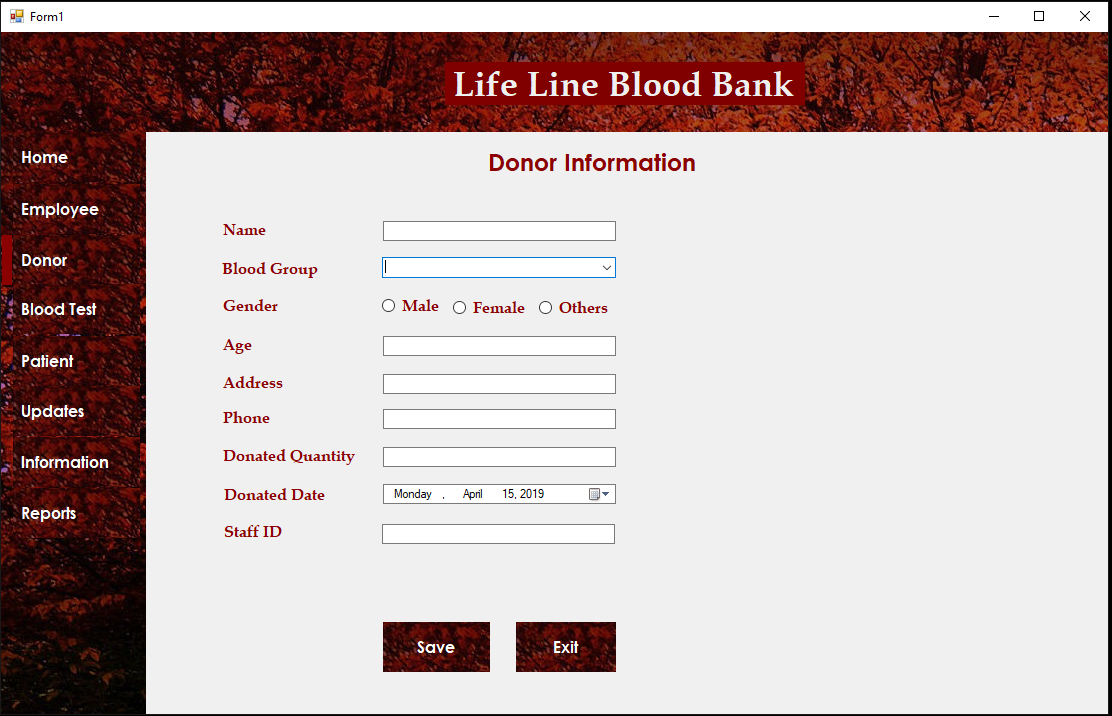 Form1
Life Line Blood Bank
Home
Employee
Donor
Blood Test
Patient
Updates
Information
Reports
Donor Information
Name
Blood Group
Gender Male Female Others
Age
Address
Phone
Donated Quantity
Donated Date Monday , April 15, 2019
Staff ID
Save Exit